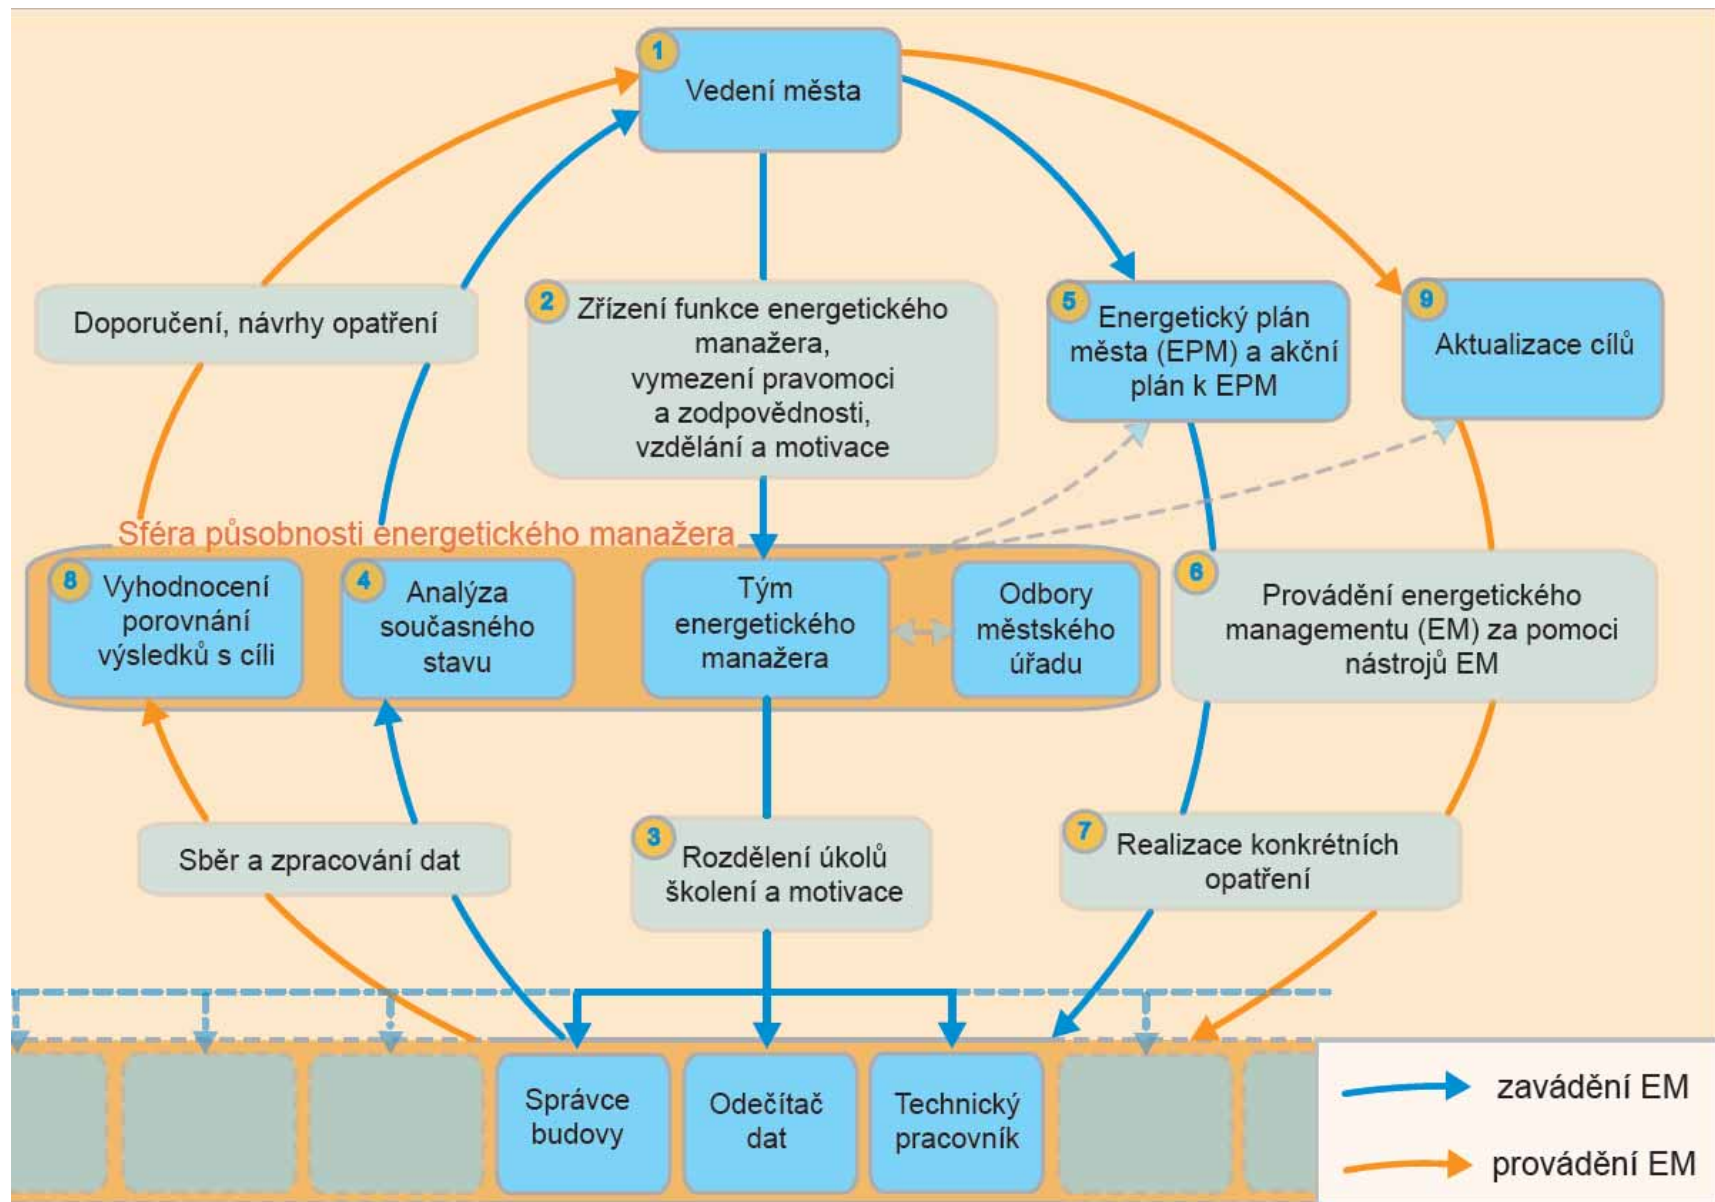 1
Vedení města
Doporučení, návrhy opatření
2
Zřízení funkce energetického
manažera,
vymezení pravomoci
a zodpovědnosti,
vzdělání a motivace
5
Energetický plán
města (EPM) a akční
plán k EPM
9
Aktualizace cílů
Sféra působnosti energetického manažera
8
Vyhodnocení
porovnání
výsledků s cíli
4
Analýza
současného
stavu
Tým
energetického
manažera
Odbory
městského
úřadu
6
Provádění energetického
managementu (EM) za pomoci
nástrojů EM
Sběr a zpracování dat
3
Rozdělení úkolů
školení a motivace
7
Realizace konkrétních
opatření
Správce
budovy
Odečítač
dat
Technický
pracovník
zavádění EM
provádění EM